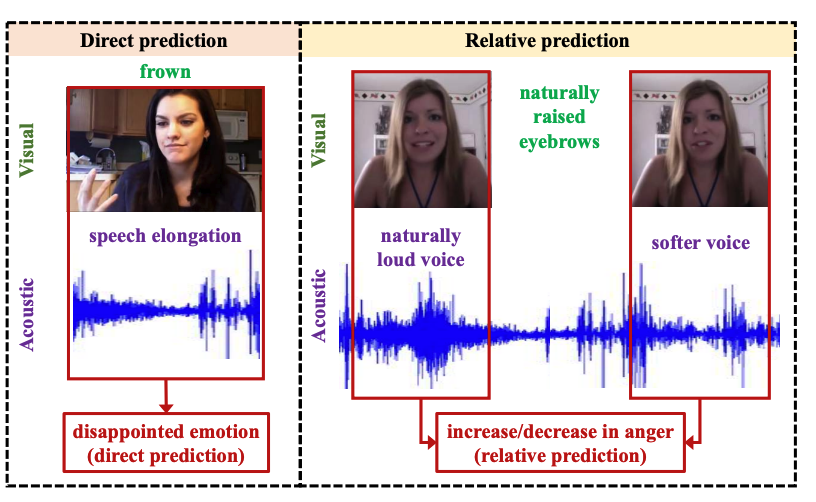 Direct prediction
frown
Visual
speech elongation
Acoustic
disappointed emotion
(direct prediction)
Relative prediction
Visual
naturally
raised
eyebrows
naturally
loud voice
softer voice
Acoustic
increase/decrease in anger
(relative prediction)